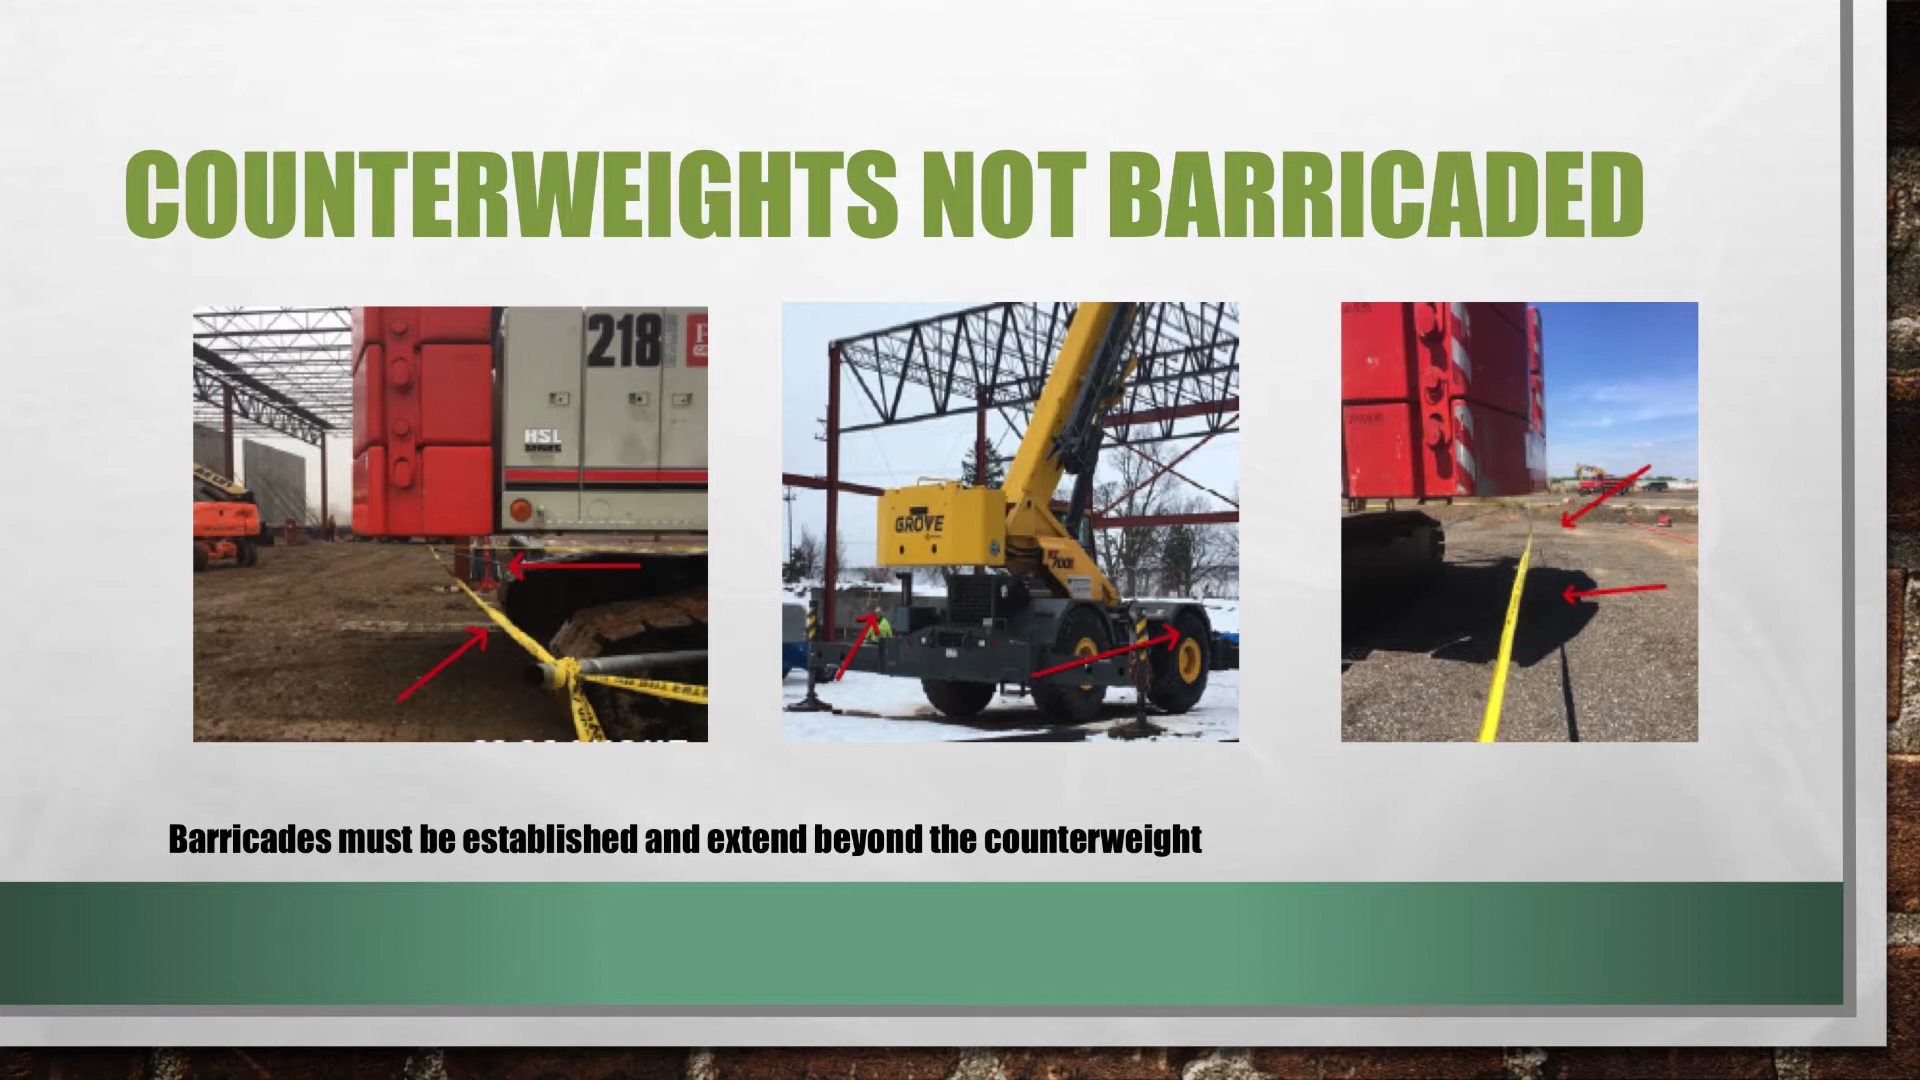 COUNTERWEIGHTS NOT BARRICADED
218
HSL
GROVE
Barricades must be established and extend beyond the counterweight